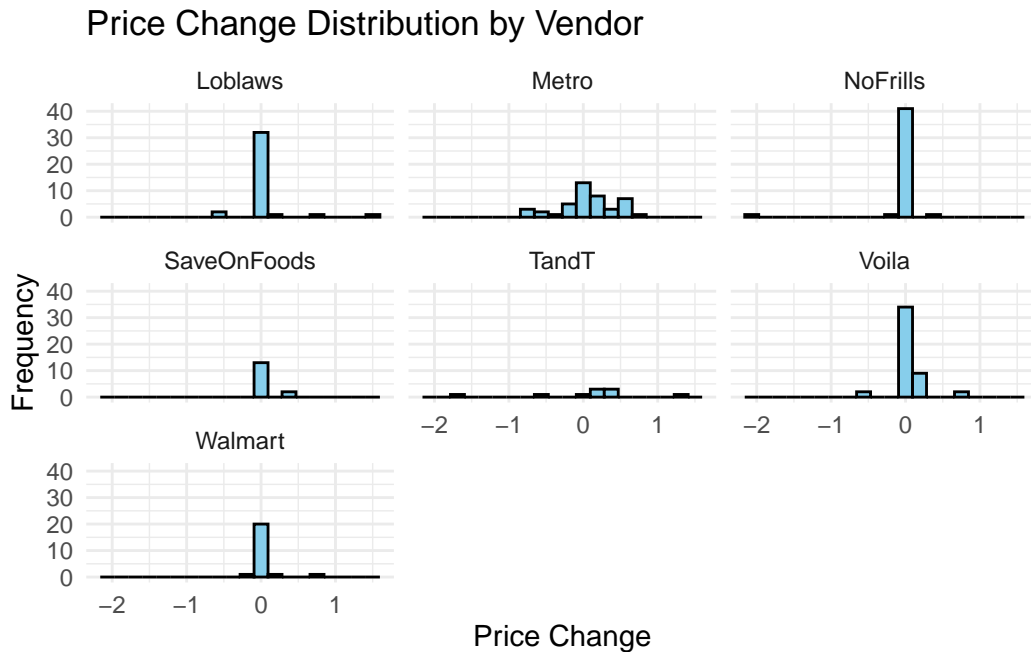 Price Change Distribution by Vendor
Loblaws Metro NoFrills
40
30
20
10
0
SaveOnFoods TandT Voila
40
30
20
10
0
−2 −1 0 1 −2 −1 0 1
Walmart
40
30
20
10
0
−2 −1 0 1
Frequency
Price Change